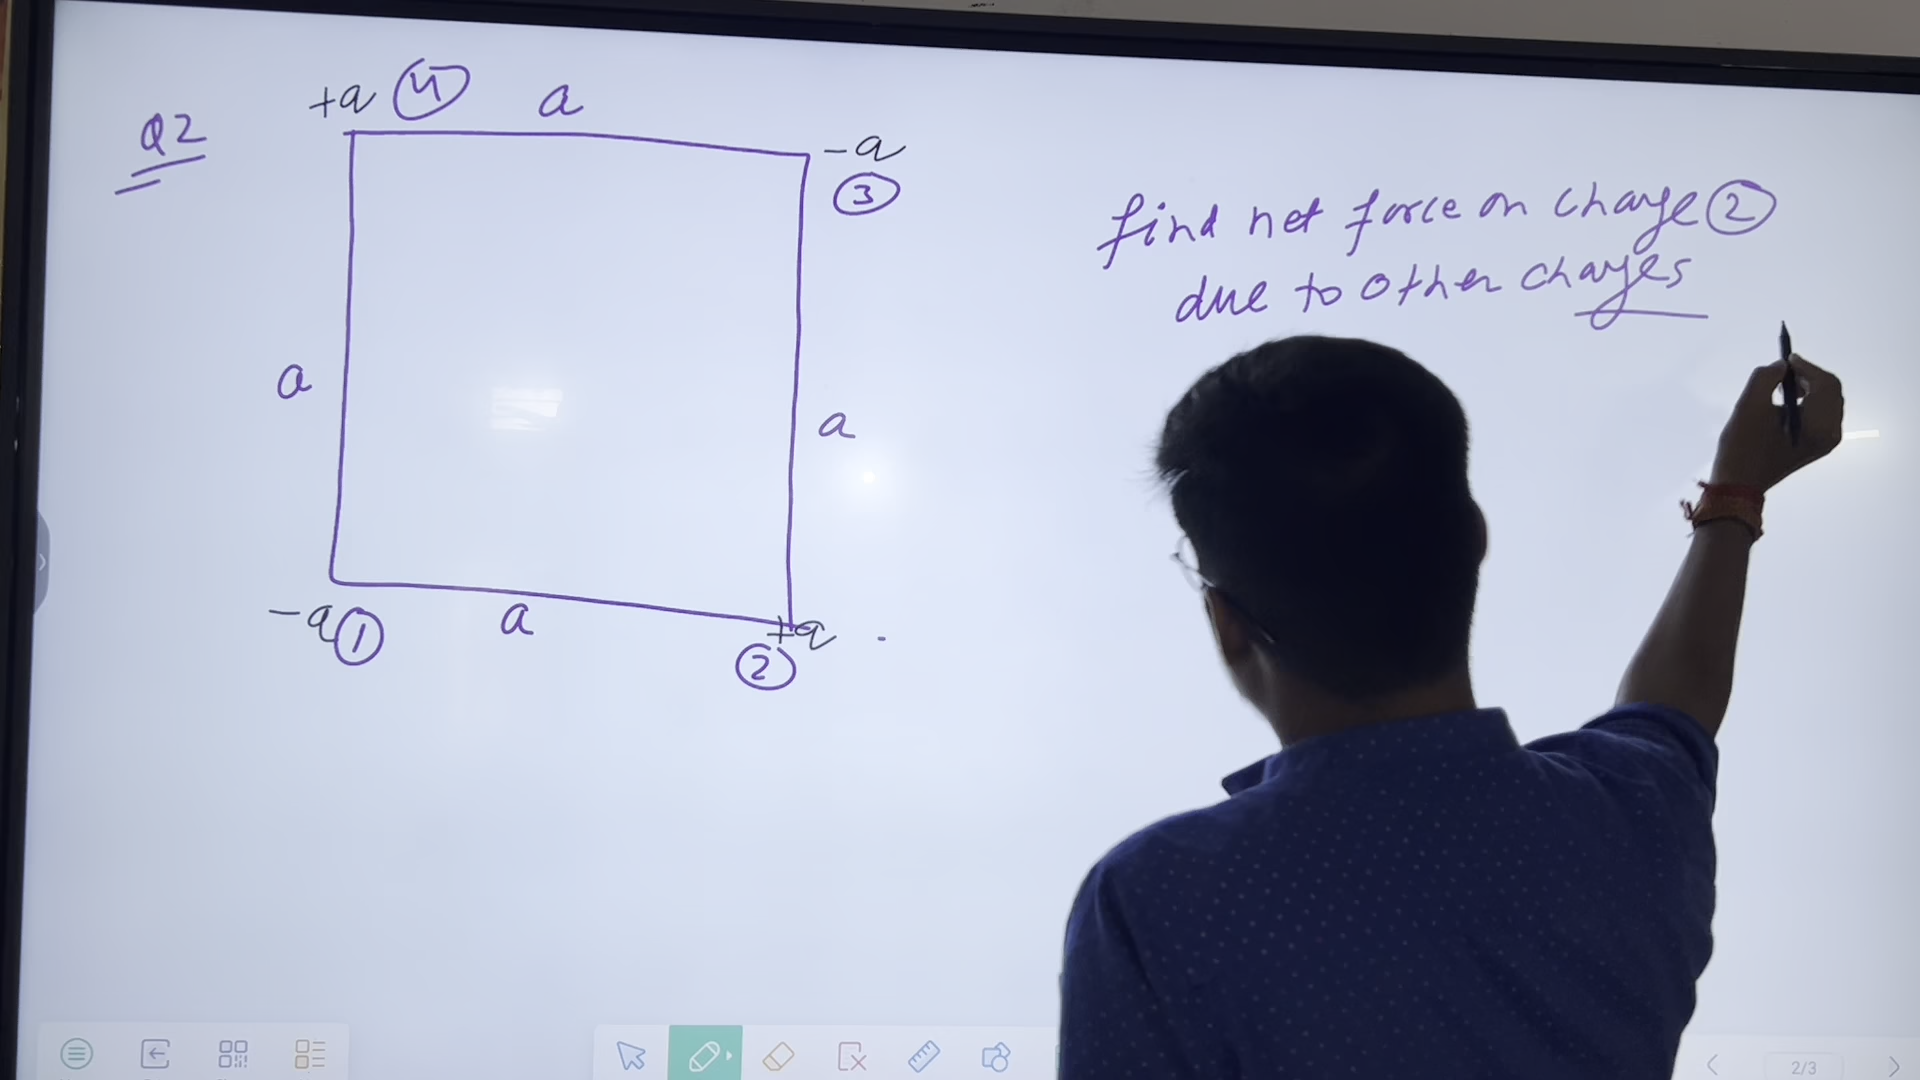 Q2
+q ④ a
-q
③
find net force on charge ②
due to other charges
a
a
-q ①
a
+q
②
2/3